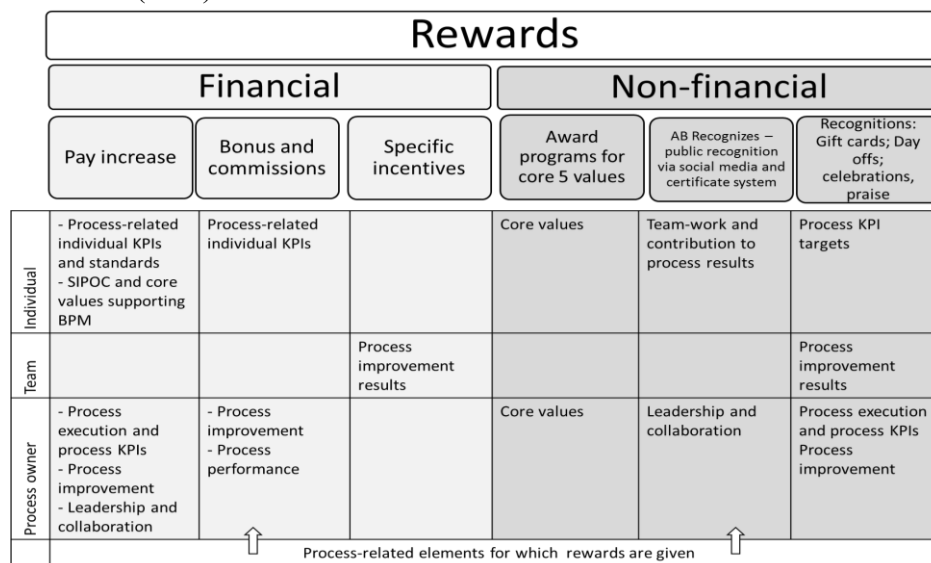 Rewards
Financial
Non-financial
Pay increase
Bonus and
commissions
Specific
incentives
Award
programs for
core 5 values
AB Recognizes –
public recognition
via social media and
certificate system
Recognitions:
Gift cards; Day
offs;
celebrations,
praise
Individual
- Process-related
individual KPIs
and standards
- SIPOC and core
values supporting
BPM
Process-related
individual KPIs
Core values
Team-work and
contribution to
process results
Process KPI
targets
Team
Process
improvement
results
Process
improvement
results
Process owner
- Process
execution and
process KPIs
- Process
improvement
- Leadership and
collaboration
- Process
improvement
- Process
performance
Core values
Leadership and
collaboration
Process execution
and process KPIs
Process
improvement
Process-related elements for which rewards are given